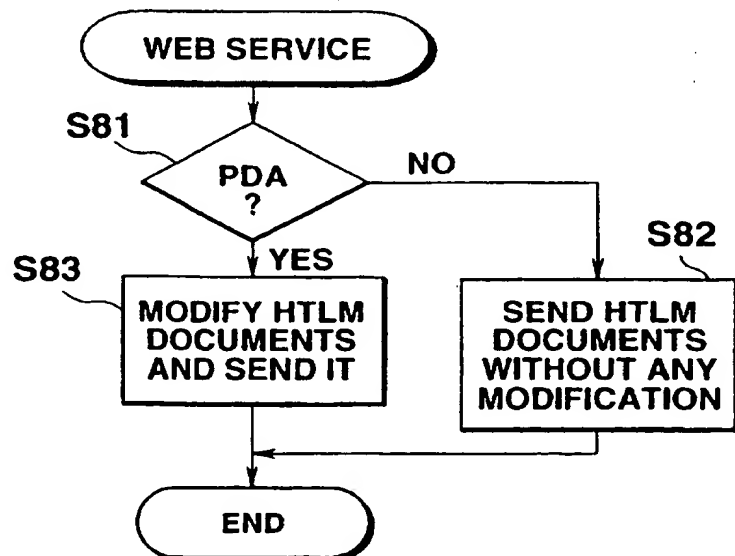 WEB SERVICE
S81
PDA
?
NO
YES
S83
MODIFY HTLM
DOCUMENTS
AND SEND IT
S82
SEND HTLM
DOCUMENTS
WITHOUT ANY
MODIFICATION
END